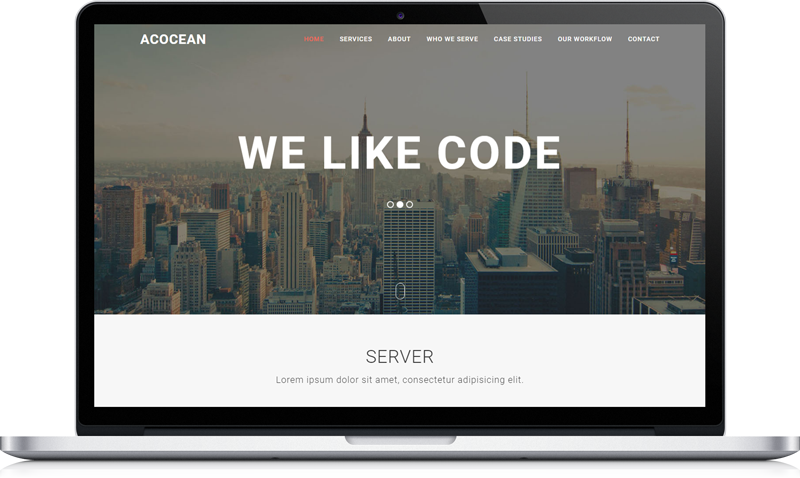 ACOCEAN
HOME SERVICES ABOUT WHO WE SERVE CASE STUDIES OUR WORKFLOW CONTACT
WE LIKE CODE
SERVER
Lorem ipsum dolor sit amet, consectetur adipisicing elit.